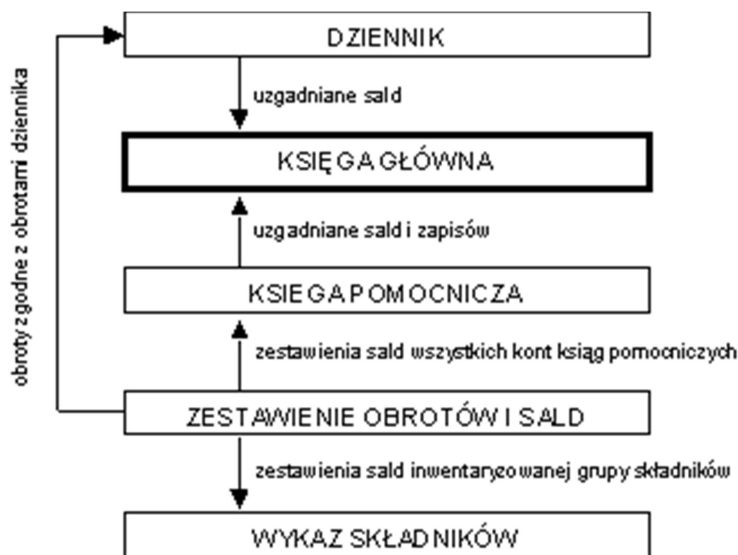 DZIENNIK
uzgadniane sald
KSIĘGA GŁÓWNA
uzgadniane sald i zapisów
KSIEGA POMOCNICZA
zestawienia sald wszystkich kont ksiąg pomocniczych
ZESTAWIENIE OBROTÓW I SALD
zestawienia sald inwentaryzowanej grupy składników
WYKAZ SKŁADNIKÓW
obroty zgodne z obrotami dziennika